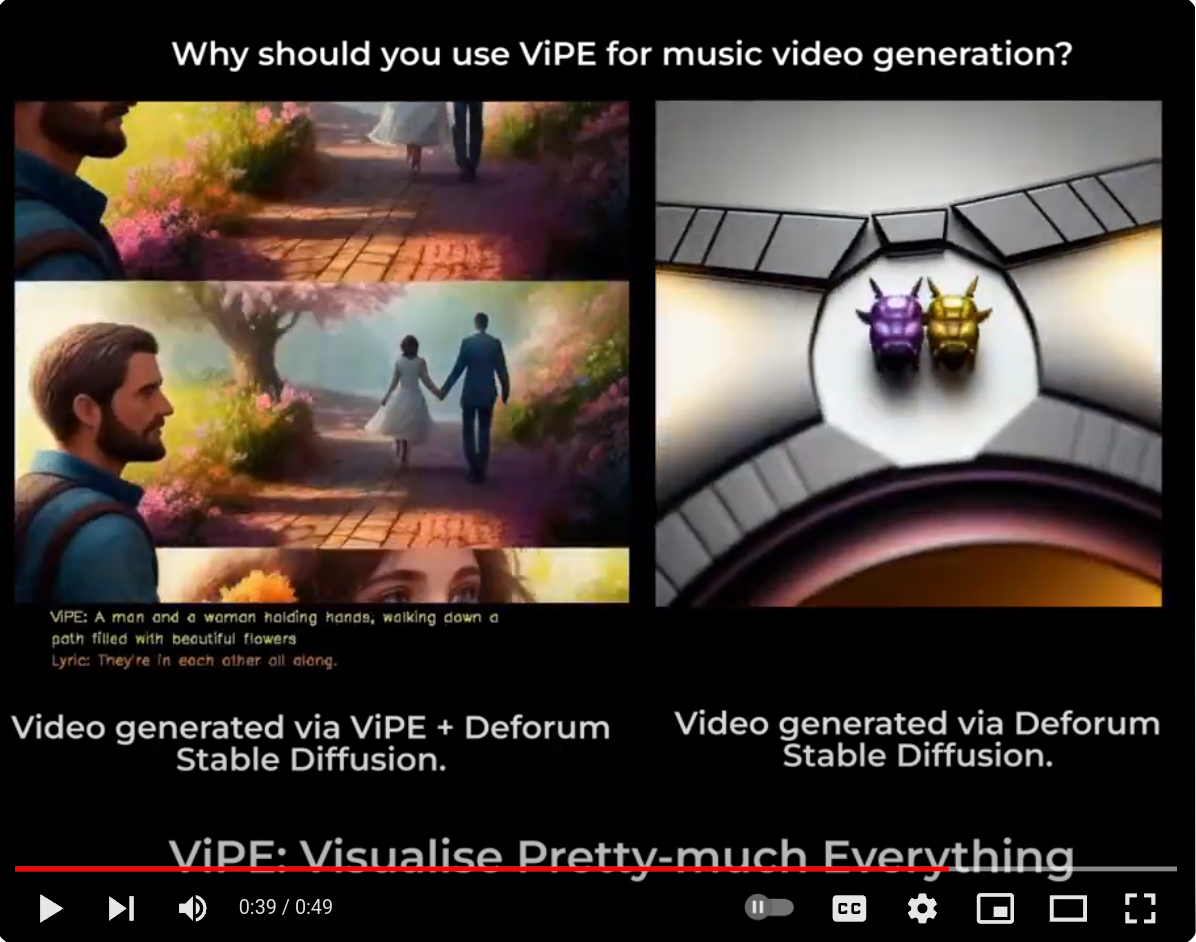 Why should you use ViPE for music video generation?
ViPE: A man and a woman holding hands, walking down a
path filled with beautiful flowers
Lyric: They're in each other all along.
Video generated via ViPE + Deforum
Stable Diffusion.
Video generated via Deforum
Stable Diffusion.
ViPE: Visualise Pretty-much Everything
0:39 / 0:49
CC